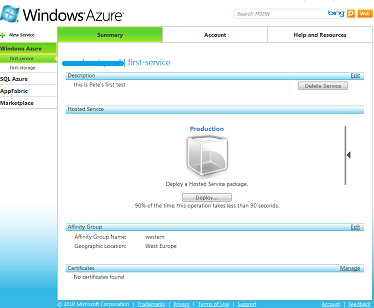 Windows Azure
Search MSDN
bing
Web
New Service
Summary
Account
Help and Resources
Windows Azure
first-service
first-storage
SQL Azure
AppFabric
Marketplace
first-service
Description
Edit
this is Pete's first test
Delete Service
Hosted Service
Production
Deploy a Hosted Service package.
Deploy...
90% of the time, this operation takes less than 90 seconds.
Affinity Group
Edit
Affinity Group Name: western
Geographic Location: West Europe
Certificates
Manage
No certificates found
© 2010 Microsoft Corporation | Trademarks | Privacy | Terms of Use | Support
Account | Feedback